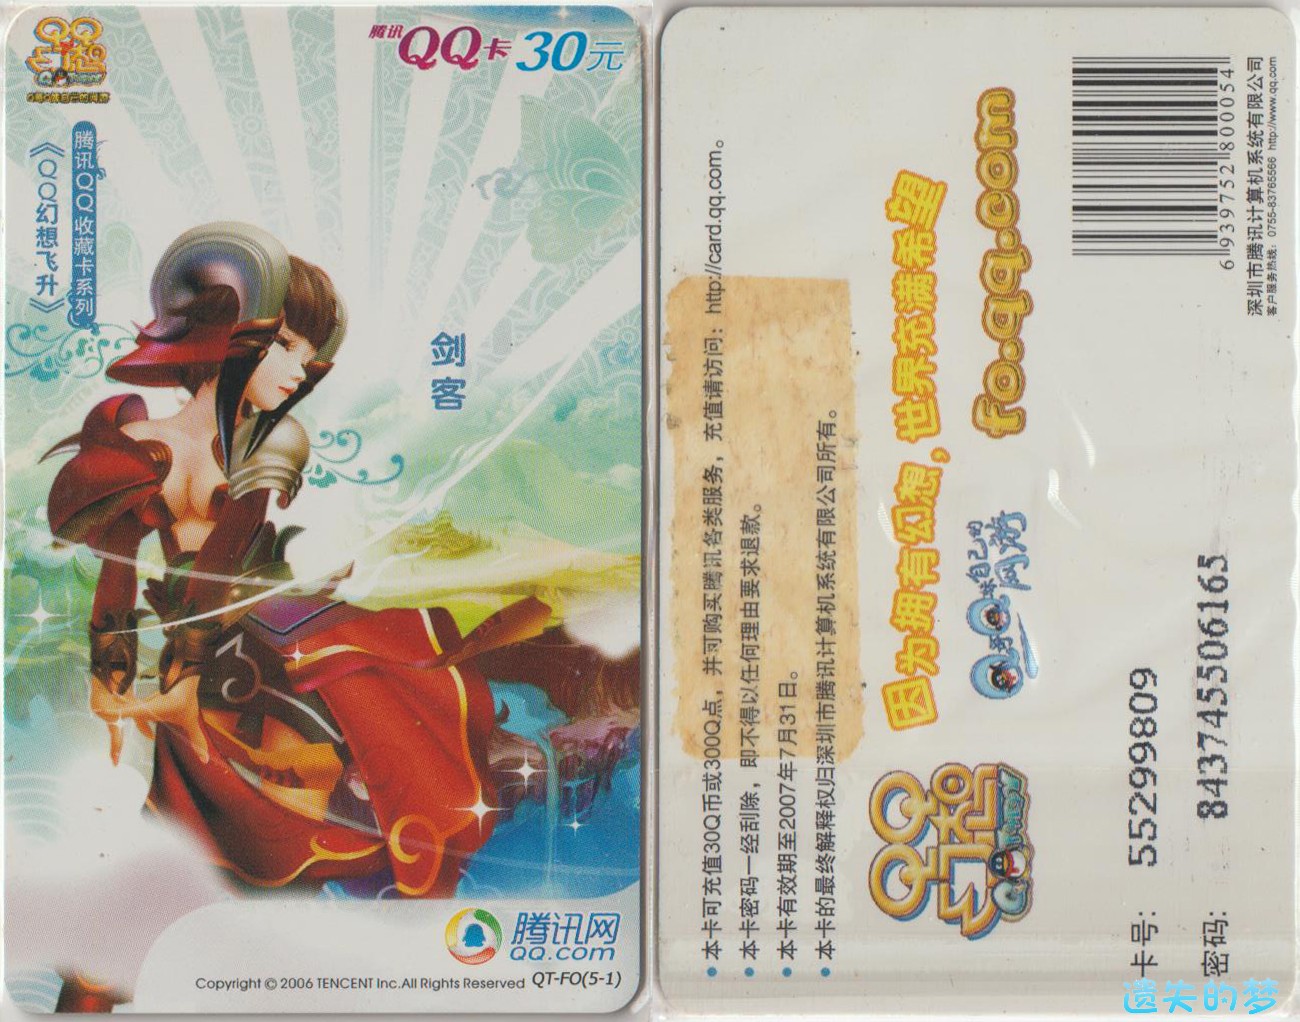 QQ幻想
QQ Fantasy
腾讯QQ卡 30元
腾讯QQ收藏卡系列
《QQ幻想飞升》
剑客
腾讯网
QQ.com
Copyright © 2006 TENCENT Inc.All Rights Reserved QT-FO(5-1)
本卡可充值30Q币或300Q点，并可购买腾讯各类服务，充值请访问：http://card.qq.com。
本卡密码一经刮除，即不得以任何理由要求退款。
本卡有效期至2007年7月31日。
本卡的最终解释权归深圳市腾讯计算机系统有限公司所有。
QQ幻想
因为拥有幻想，世界充满希望
自己的网游
fo.qq.com
6939752800054
深圳市腾讯计算机系统有限公司
客户服务热线：0755-83765566 http://www.qq.com
卡号：55299809
密码：843745506165
遗失的梦